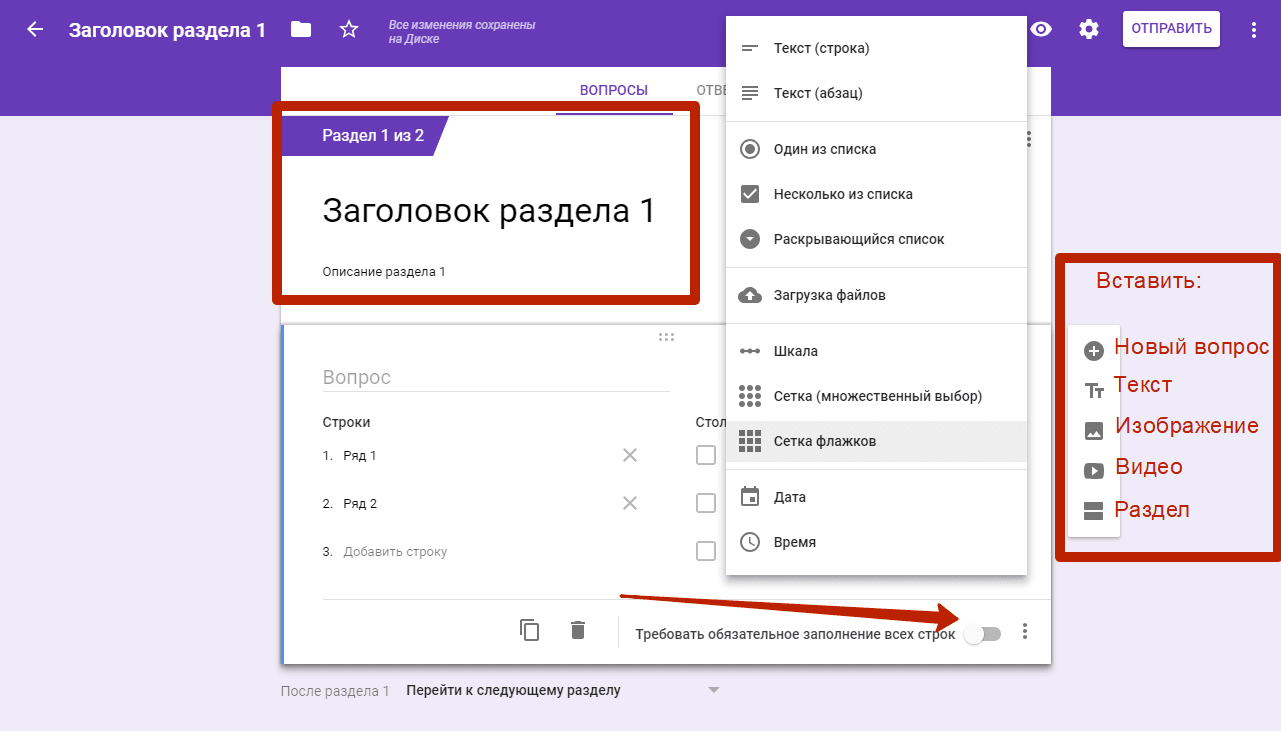 Заголовок раздела 1
Все изменения сохранены
на Диске
ОТПРАВИТЬ
ВОПРОСЫ
ОТВЕ
Раздел 1 из 2
Заголовок раздела 1
Описание раздела 1
Вопрос
Строки
Стол
1. Ряд 1
2. Ряд 2
3. Добавить строку
Требовать обязательное заполнение всех строк
После раздела 1 Перейти к следующему разделу
Текст (строка)
Текст (абзац)
Один из списка
Несколько из списка
Раскрывающийся список
Загрузка файлов
Шкала
Сетка (множественный выбор)
Сетка флажков
Дата
Время
Вставить:
Новый вопрос
Текст
Изображение
Видео
Раздел